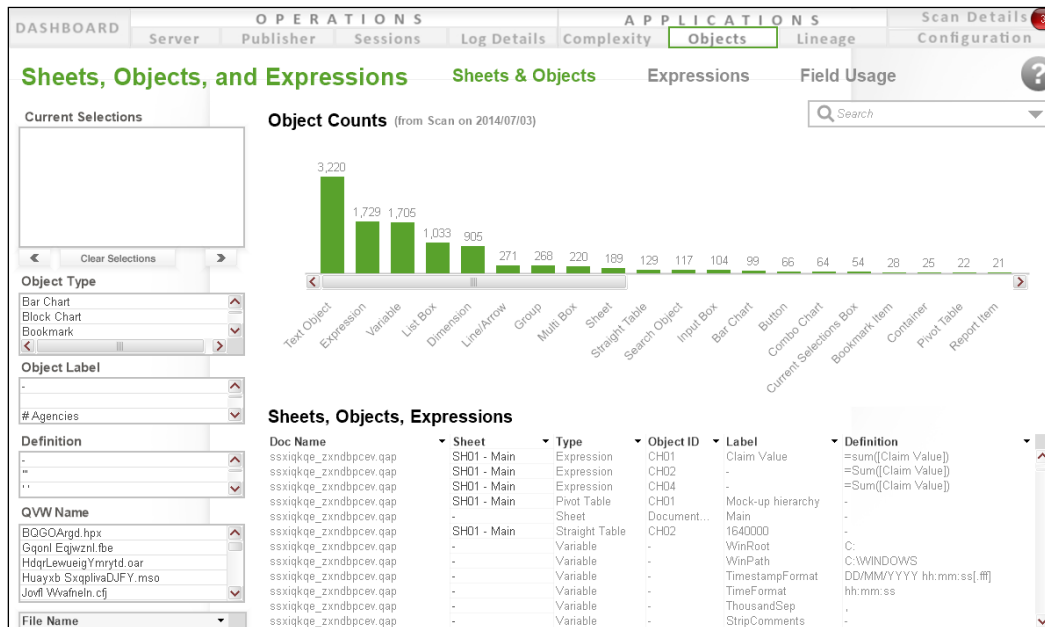 DASHBOARD
OPERATIONS
APPLICATIONS
Scan Details 3
Server Publisher Sessions Log Details Complexity Objects Lineage Configuration
Sheets, Objects, and Expressions
Sheets & Objects Expressions Field Usage
?
Current Selections
Object Counts (from Scan on 2014/07/03)
Search
3,220 1,729 1,705 1,033 905 271 268 220 189 129 117 104 99 66 64 54 28 25 22 21
Text Object Expression Variable List Box Dimension Line/Arrow Group Multi Box Sheet Straight Table Search Object Input Box Bar Chart Button Combo Chart Current Selections Box Bookmark Item Container Pivot Table Report Item
Clear Selections
Object Type
Bar Chart
Block Chart
Bookmark
Object Label
-
# Agencies
Definition
-
'''
' '
QVW Name
BQGOArgd.hpx
Gqonl Eqjwznl.fbe
HdqrLewueigYmrytd.oar
Huayxb SxqplivaDJFY.mso
Jovfl Wvafneln.cfj
File Name
Sheets, Objects, Expressions
Doc Name Sheet Type Object ID Label Definition
ssxiqkqe_zxndbpcev.qap SH01 - Main Expression CH01 Claim Value =sum([Claim Value])
ssxiqkqe_zxndbpcev.qap SH01 - Main Expression CH02 - =Sum([Claim Value])
ssxiqkqe_zxndbpcev.qap SH01 - Main Expression CH04 - =Sum([Claim Value])
ssxiqkqe_zxndbpcev.qap SH01 - Main Pivot Table CH01 Mock-up hierarchy -
ssxiqkqe_zxndbpcev.qap - Sheet Document... Main -
ssxiqkqe_zxndbpcev.qap SH01 - Main Straight Table CH02 1640000 -
ssxiqkqe_zxndbpcev.qap - Variable - WinRoot C:
ssxiqkqe_zxndbpcev.qap - Variable - WinPath C:\WINDOWS
ssxiqkqe_zxndbpcev.qap - Variable - TimestampFormat DD/MM/YYYY hh:mm:ss[.fff]
ssxiqkqe_zxndbpcev.qap - Variable - TimeFormat hh:mm:ss
ssxiqkqe_zxndbpcev.qap - Variable - ThousandSep ,
ssxiqkqe_zxndbpcev.qap - Variable - StripComments -